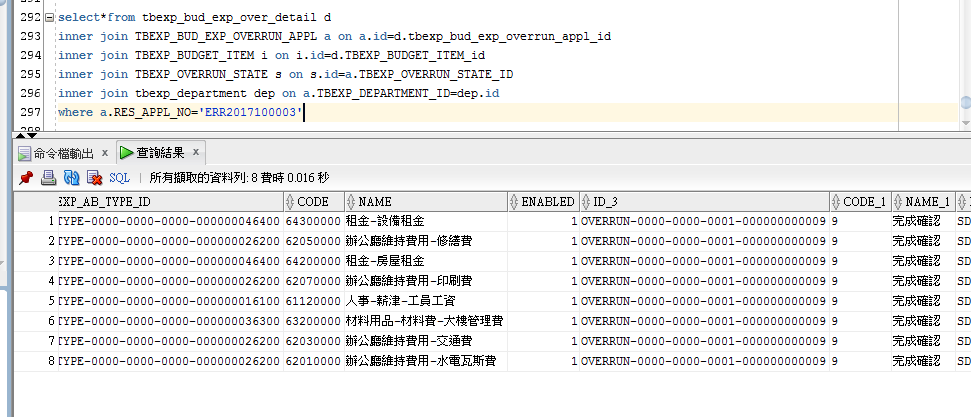 291
292 select*from tbexp_bud_exp_over_detail d
293 inner join TBEXP_BUD_EXP_OVERRUN_APPL a on a.id=d.tbexp_bud_exp_overrun_appl_id
294 inner join TBEXP_BUDGET_ITEM i on i.id=d.TBEXP_BUDGET_ITEM_id
295 inner join TBEXP_OVERRUN_STATE s on s.id=a.TBEXP_OVERRUN_STATE_ID
296 inner join tbexp_department dep on a.TBEXP_DEPARTMENT_ID=dep.id
297 where a.RES_APPL_NO='ERR2017100003'
298
命令檔輸出 x 查詢結果 x
SQL | 所有擷取的資料列: 8 費時 0.016 秒
EXP_AB_TYPE_ID CODE NAME ENABLED ID_3 CODE_1 NAME_1
1 TYPE-0000-0000-0000-000000046400 64300000 租金-設備租金 1 OVERRUN-0000-0000-0001-000000000009 9 完成確認 SD
2 TYPE-0000-0000-0000-000000026200 62050000 辦公廳維持費用-修繕費 1 OVERRUN-0000-0000-0001-000000000009 9 完成確認 SD
3 TYPE-0000-0000-0000-000000046400 64200000 租金-房屋租金 1 OVERRUN-0000-0000-0001-000000000009 9 完成確認 SD
4 TYPE-0000-0000-0000-000000026200 62070000 辦公廳維持費用-印刷費 1 OVERRUN-0000-0000-0001-000000000009 9 完成確認 SD
5 TYPE-0000-0000-0000-000000016100 61120000 人事-薪津-工員工資 1 OVERRUN-0000-0000-0001-000000000009 9 完成確認 SD
6 TYPE-0000-0000-0000-000000036300 63200000 材料用品-材料費-大樓管理費 1 OVERRUN-0000-0000-0001-000000000009 9 完成確認 SD
7 TYPE-0000-0000-0000-000000026200 62030000 辦公廳維持費用-交通費 1 OVERRUN-0000-0000-0001-000000000009 9 完成確認 SD
8 TYPE-0000-0000-0000-000000026200 62010000 辦公廳維持費用-水電瓦斯費 1 OVERRUN-0000-0000-0001-000000000009 9 完成確認 SD